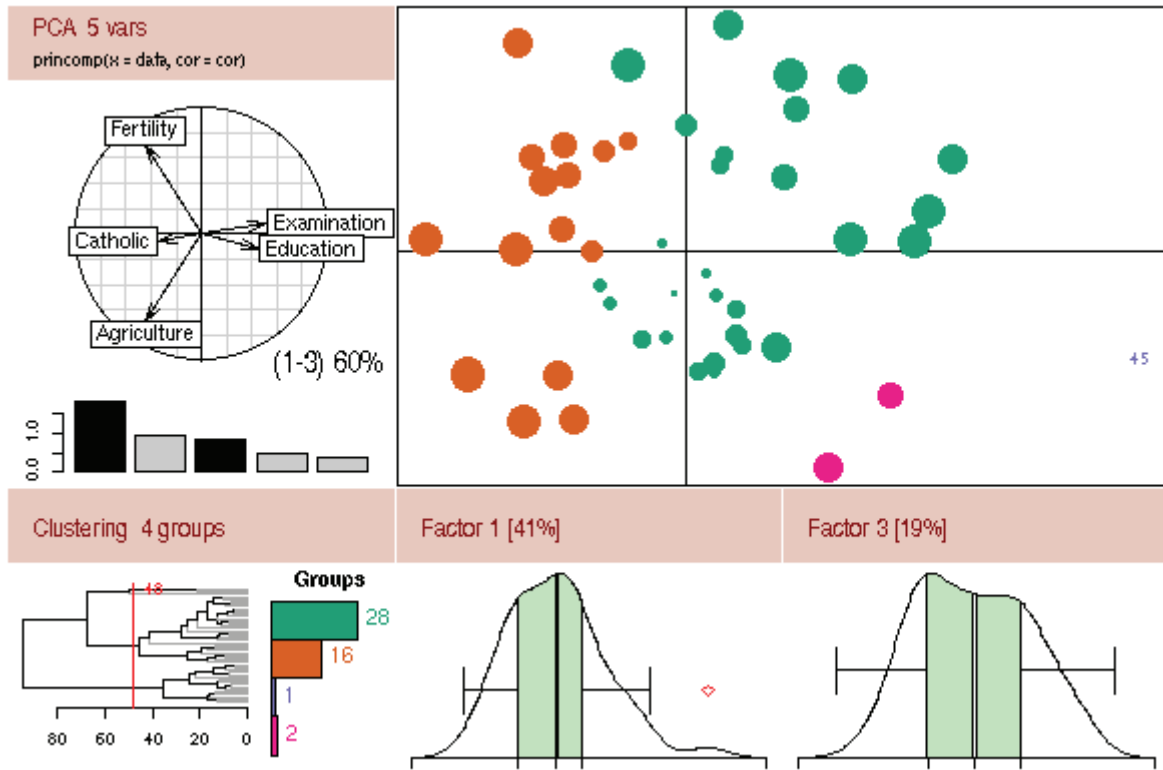 PCA 5 vars
princomp(x = data, cor = cor)
Fertility
Examination
Catholic
Education
Agriculture
(1-3) 60%
45
0.0 1.0
Clustering 4 groups
Factor 1 [41%]
Factor 3 [19%]
Groups
48
28
16
1
2
80 60 40 20 0